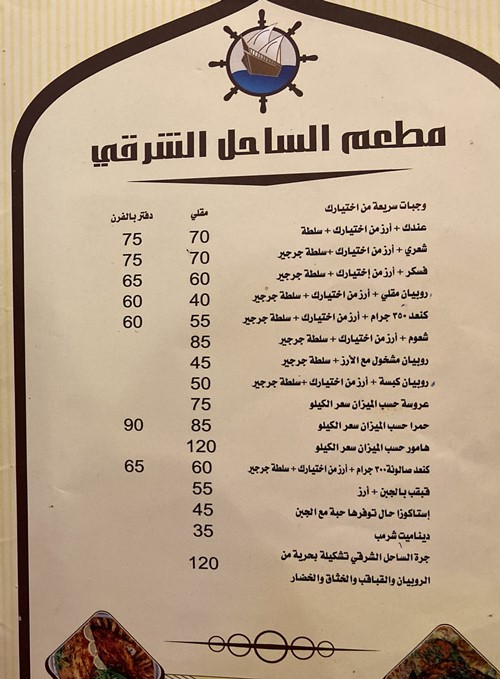 مطعم الساحل الشرقي
وجبات سريعة من اختيارك مقلي دفتر بالفرن
عندك + أرز من اختيارك + سلطة 70 75
شعري + أرز من اختيارك +سلطة جرجير 70 75
فسكر + أرز من إختيارك + سلطة جرجير 60 65
روبيان مقلي + أرز من اختيارك + سلطة جرجير 40 60
كنعد ٣٥٠ جرام + أرز من اختيارك + سلطة جرجير 55 60
شعوم + أرز من اختيارك + سلطة جرجير 85
روبيان مشخول مع الأرز + سلطة جرجير 45
روبيان كبسة + أرز من اختيارك +سلطة جرجير 50
عروسة حسب الميزان سعر الكيلو 75
حمرا حسب الميزان سعر الكيلو 85 90
هامور حسب الميزان سعر الكيلو 120
كنعد صالونة ٣٠٠ جرام + أرز من اختيارك + سلطة جرجير 60 65
قبقب بالجبن + أرز 55
إستاكوزا حال توفرها حبة مع الجبن 45
ديناميت شرمب 35
جرة الساحل الشرقي تشكيلة بحرية من 120
الروبيان والقباقب والخثاق والخضار